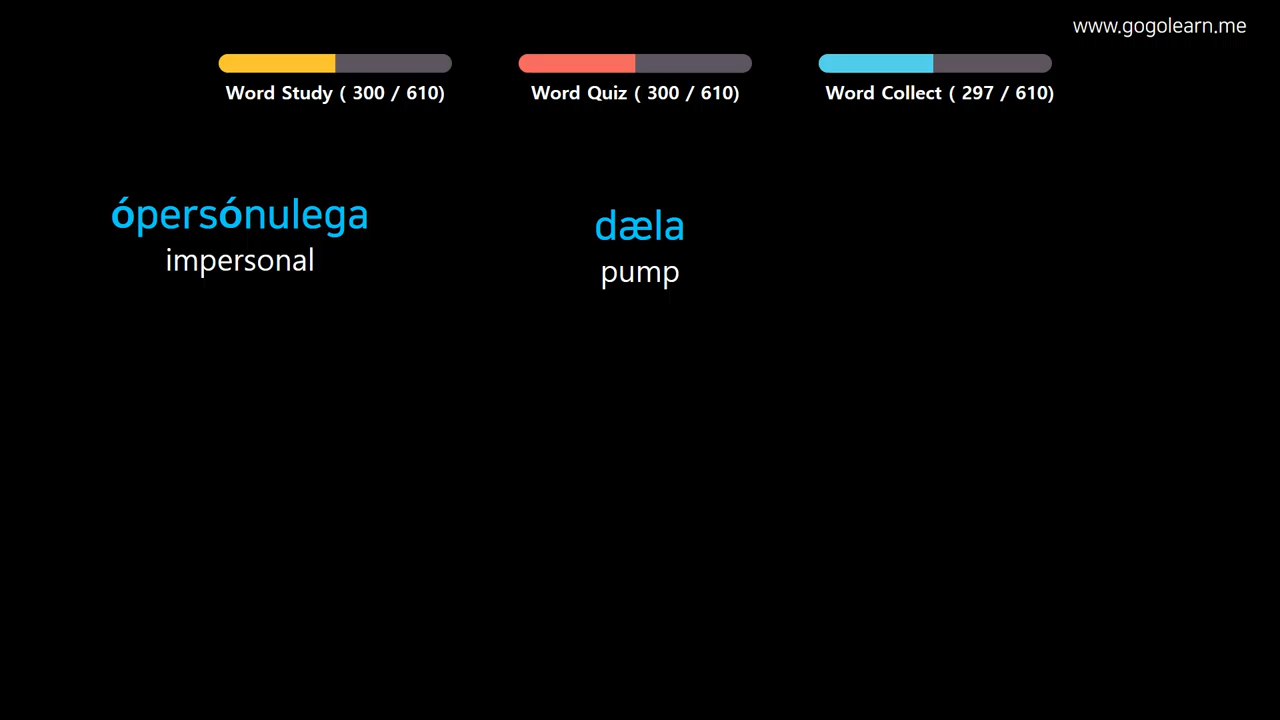 www.gogolearn.me
Word Study ( 300 / 610)
Word Quiz ( 300 / 610)
Word Collect ( 297 / 610)
ópersónulega
impersonal
dæla
pump